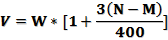 V = W * [1 + 3(N − M) / 400]